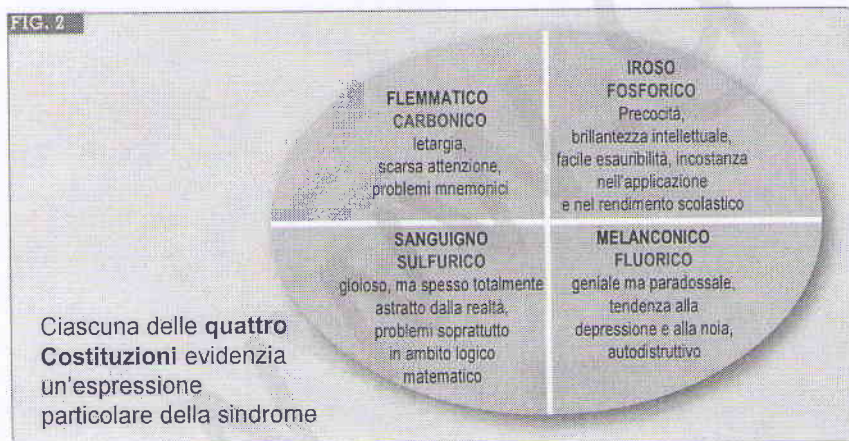 FIG. 2
FLEMMATICO
CARBONICO
letargia,
scarsa attenzione,
problemi mnemonici
IROSO
FOSFORICO
Precocità,
brillantezza intellettuale,
facile esauribilità, incostanza
nell'applicazione
e nel rendimento scolastico
SANGUIGNO
SULFURICO
gioioso, ma spesso totalmente
astratto dalla realtà,
problemi soprattutto
in ambito logico
matematico
MELANCONICO
FLUORICO
geniale ma paradossale,
tendenza alla
depressione e alla noia,
autodistruttivo
Ciascuna delle quattro
Costituzioni evidenzia
un'espressione
particolare della sindrome